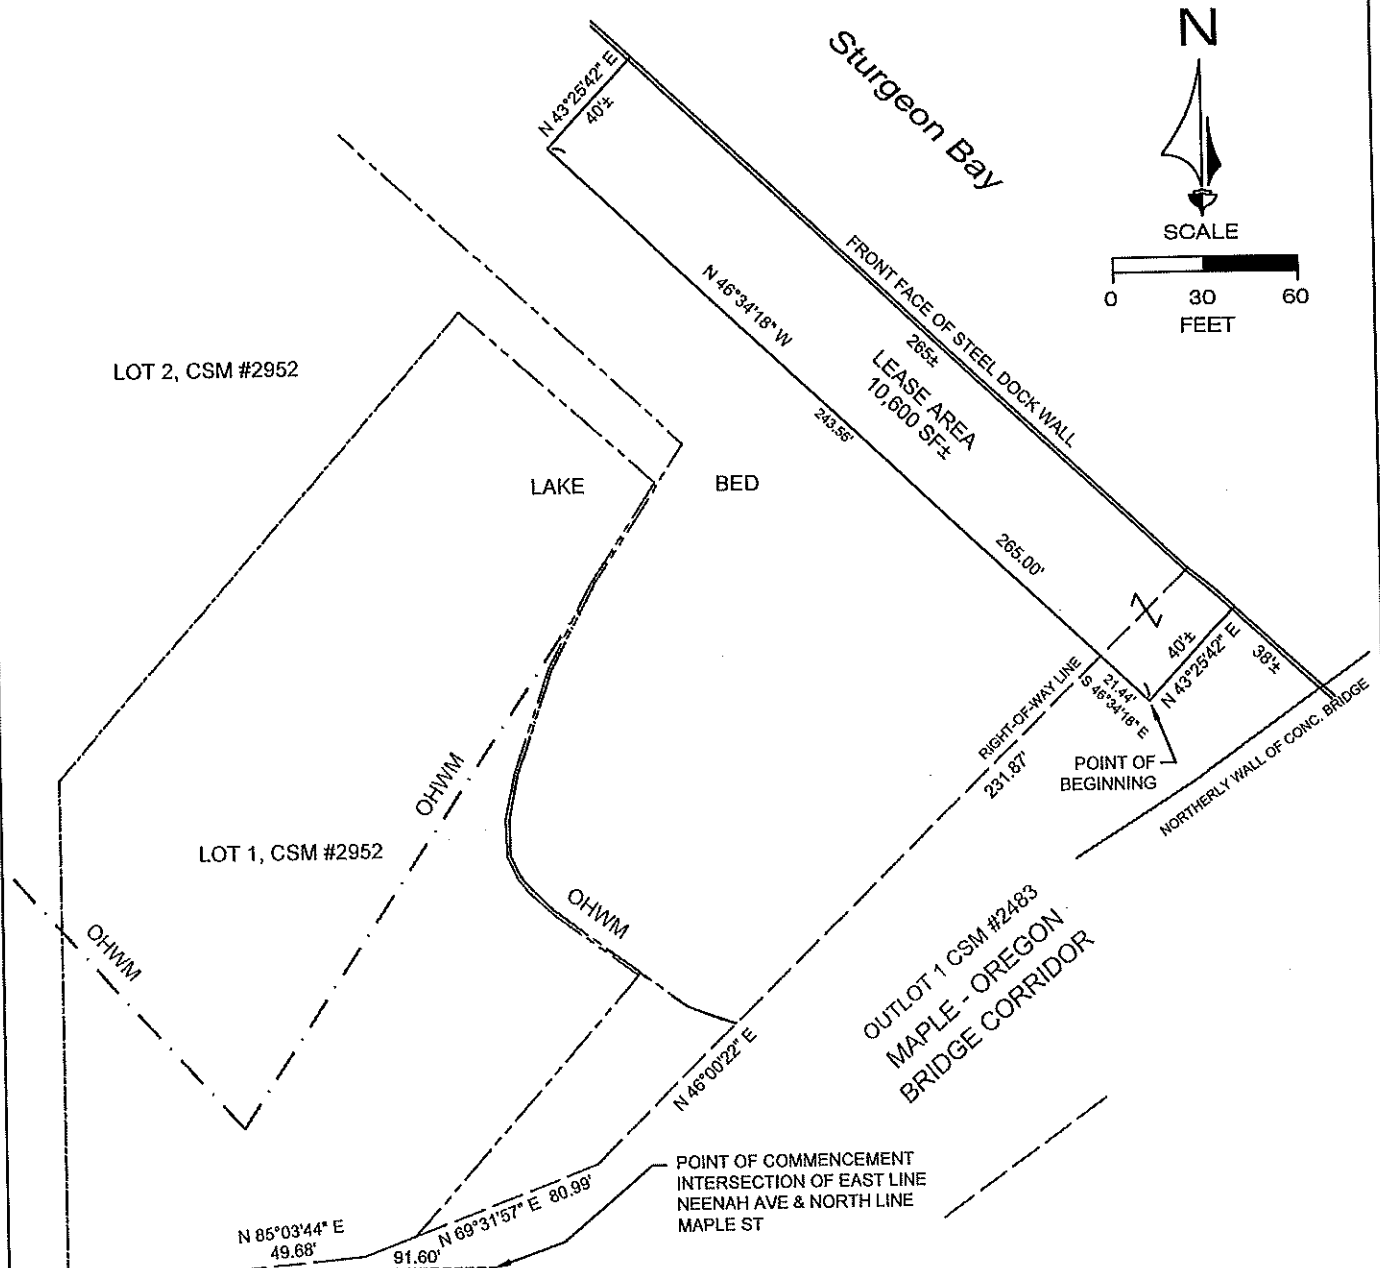 N
Sturgeon Bay
SCALE
0 30 60
FEET
N 43°25'42" E
40'±
FRONT FACE OF STEEL DOCK WALL
265±
N 46°34'18" W
LEASE AREA
10,600 SF±
243.56'
265.00'
LOT 2, CSM #2952
LAKE BED
40'±
N 43°25'42" E
38'±
RIGHT-OF-WAY LINE
231.87'
21.44'
S 46°34'18" E
POINT OF
BEGINNING
NORTHERLY WALL OF CONC. BRIDGE
OHWM
LOT 1, CSM #2952
OHWM
OHWM
OUTLOT 1 CSM #2483
MAPLE - OREGON
BRIDGE CORRIDOR
N 46°00'22" E
POINT OF COMMENCEMENT
INTERSECTION OF EAST LINE
NEENAH AVE & NORTH LINE
MAPLE ST
N 69°31'57" E 80.99'
N 85°03'44" E
49.68'
91.60'